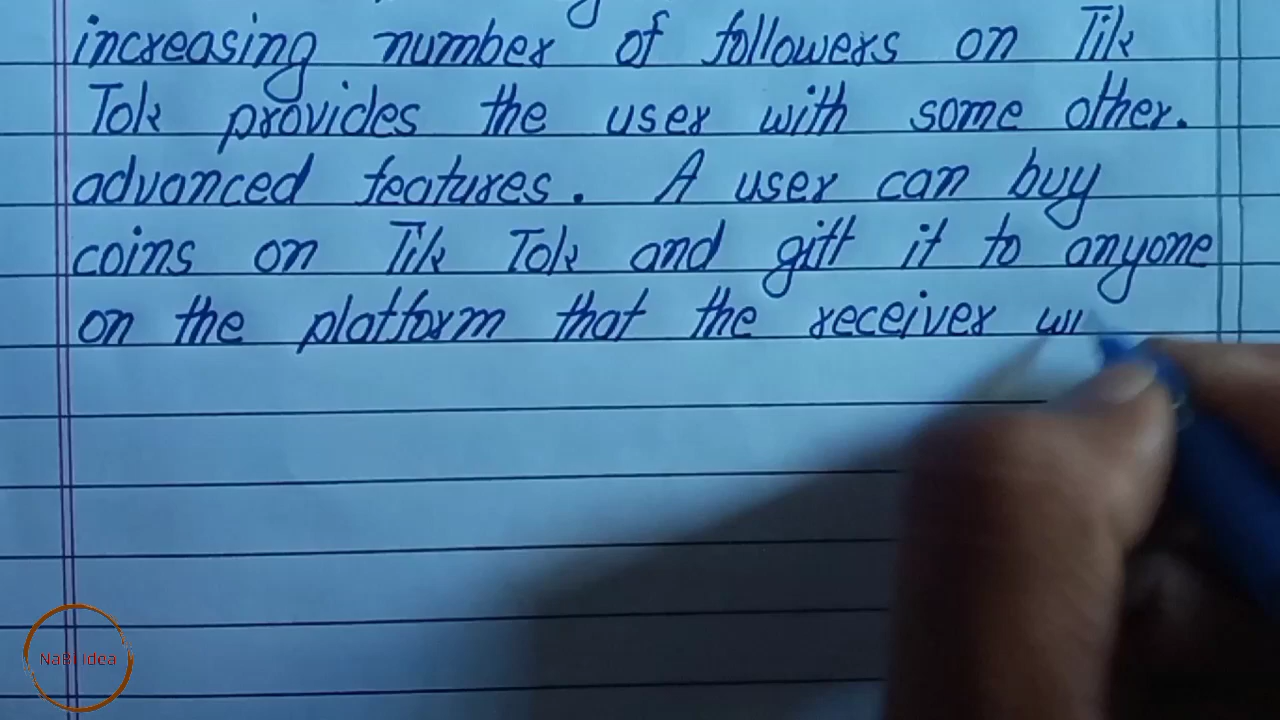 increasing number of followers on Tik
Tok provides the user with some other.
advanced features. A user can buy
coins on Tik Tok and gift it to anyone
on the platform that the receiver wi
NaBi Idea